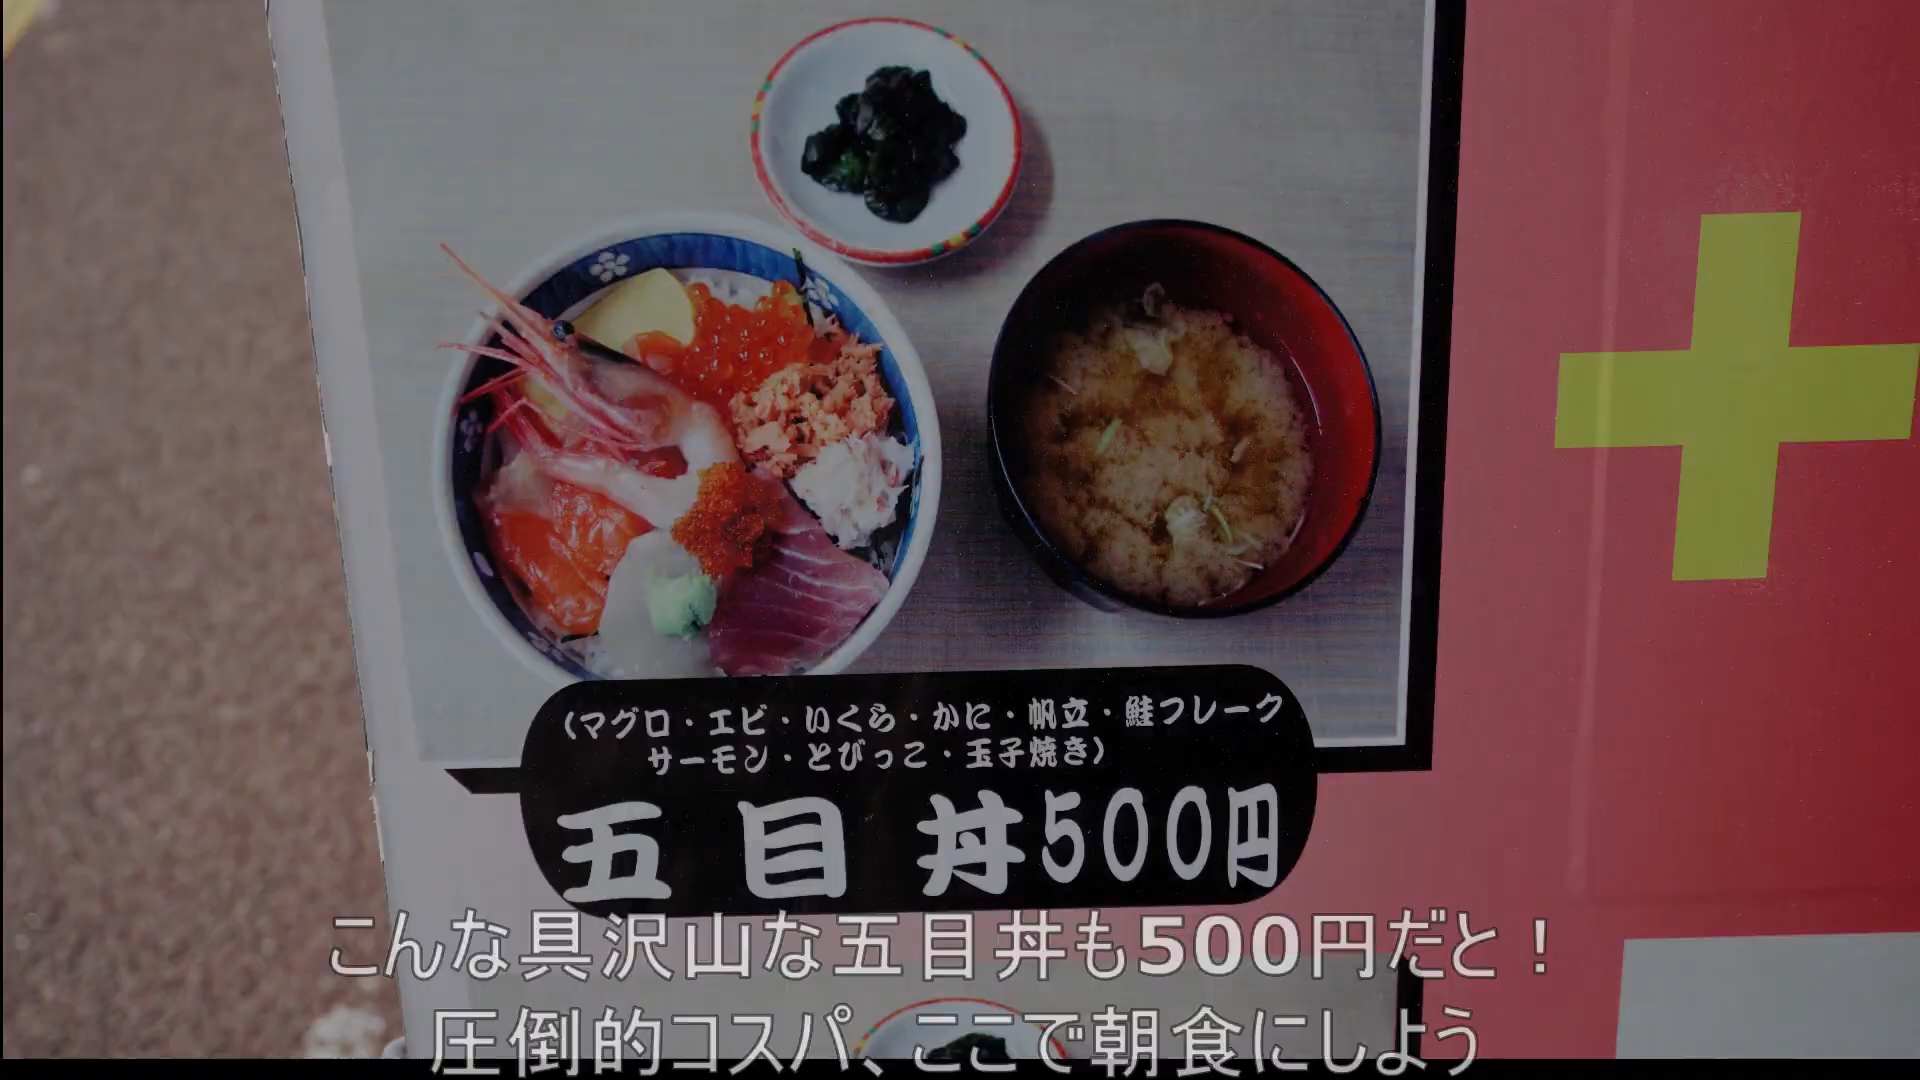 (マグロ・エビ・いくら・かに・帆立・鮭フレーク
サーモン・とびっこ・玉子焼き)
五目丼500円
こんな具沢山な五目丼も500円だと！
圧倒的コスパ、ここで朝食にしよう